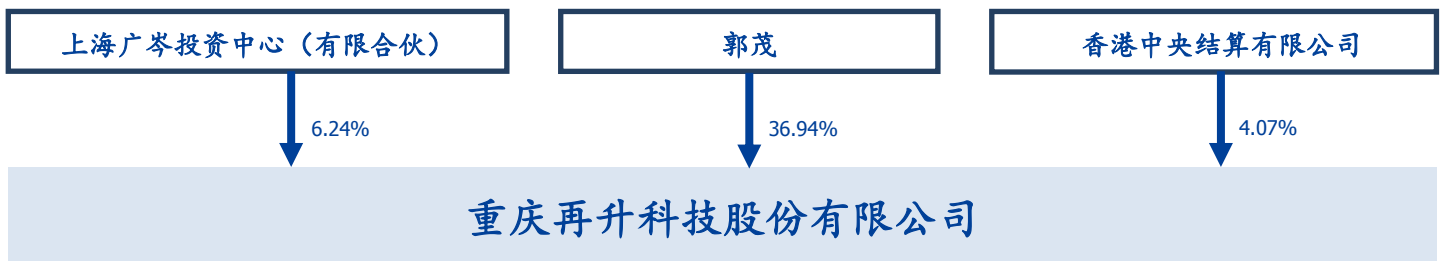 上海广岑投资中心（有限合伙）
郭茂
香港中央结算有限公司
6.24%
36.94%
4.07%
重庆再升科技股份有限公司